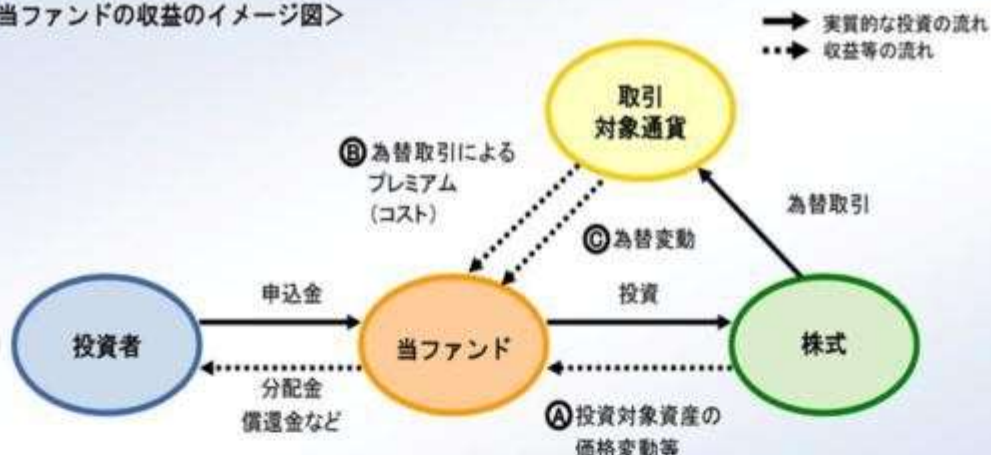 当ファンドの収益のイメージ図＞
実質的な投資の流れ
収益等の流れ
取引
対象通貨
Ⓑ為替取引による
プレミアム
（コスト）
為替取引
Ⓒ為替変動
申込金
投資
投資者
当ファンド
株式
分配金
償還金など
Ⓐ投資対象資産の
価格変動等